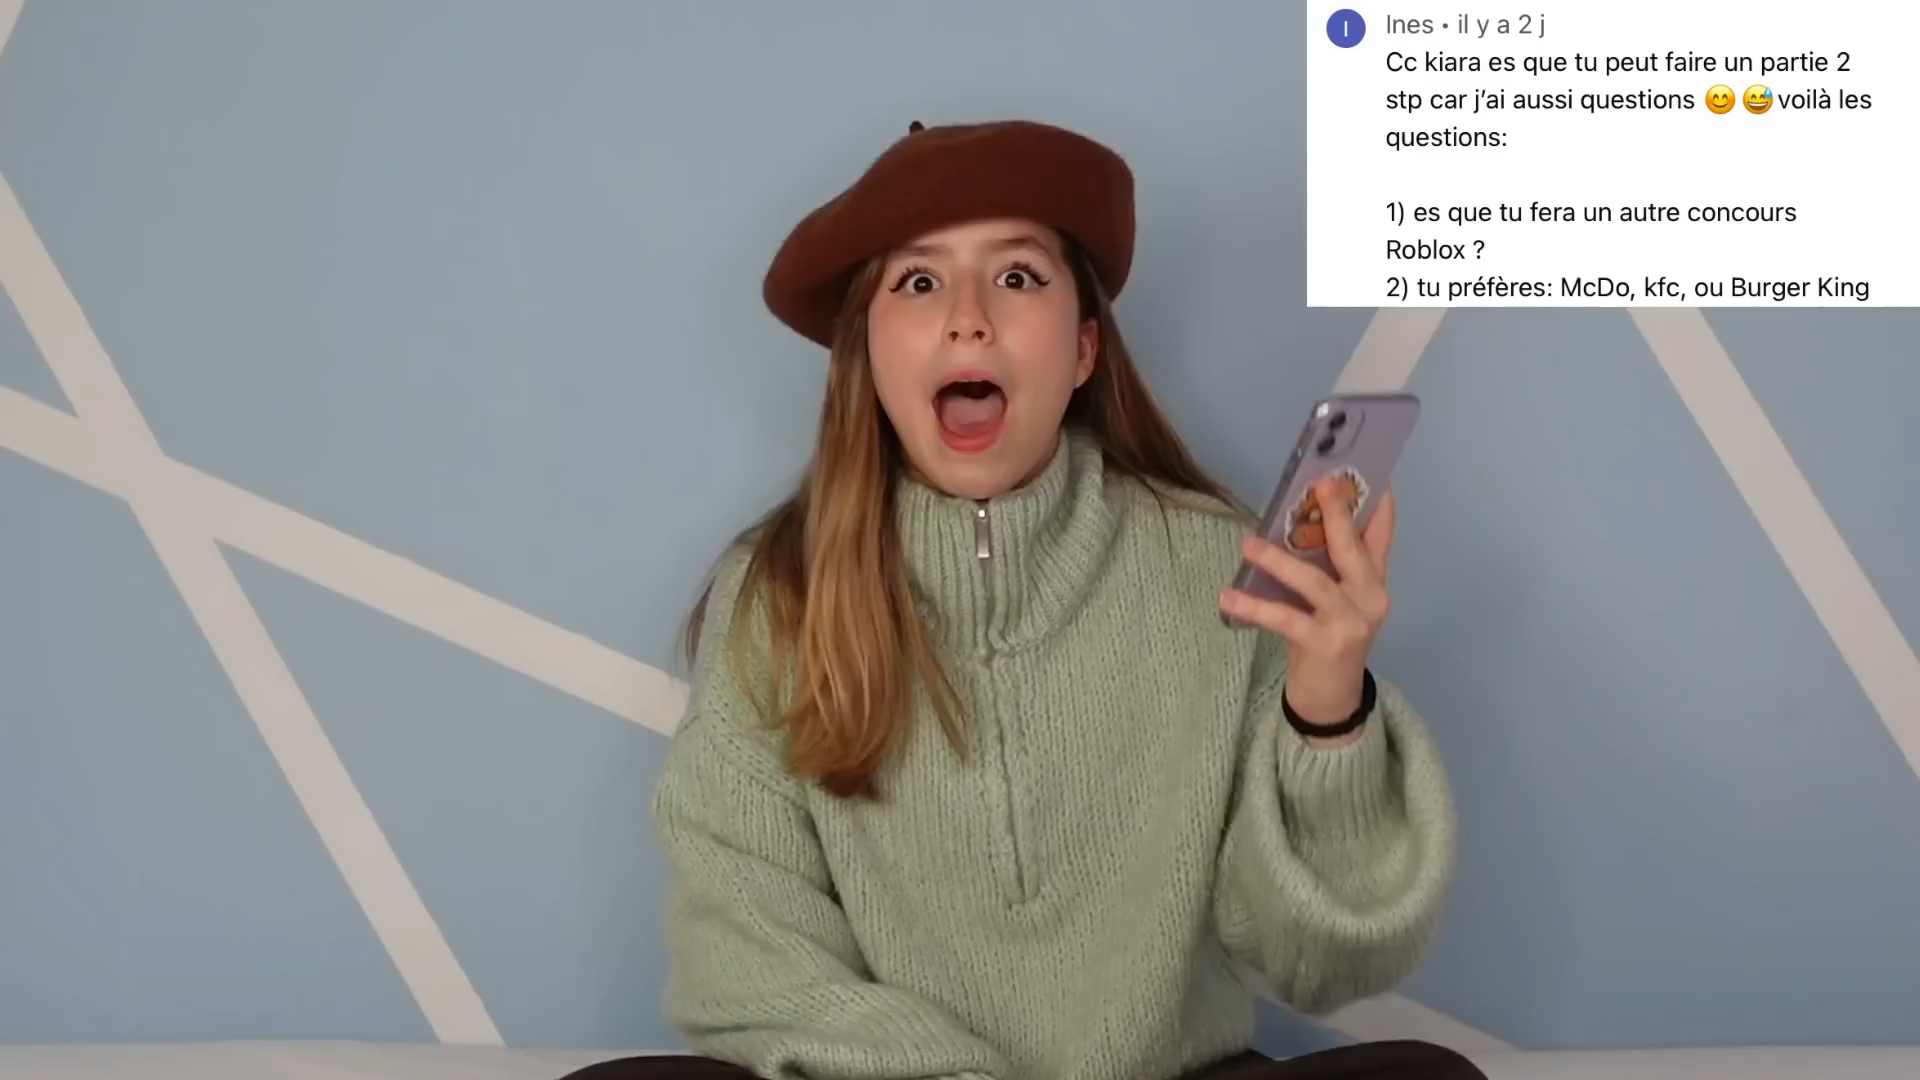 I
Ines • il y a 2 j
Cc kiara es que tu peut faire un partie 2
stp car j’ai aussi questions 😊 😅 voilà les
questions:
1) es que tu fera un autre concours
Roblox ?
2) tu préfères: McDo, kfc, ou Burger King